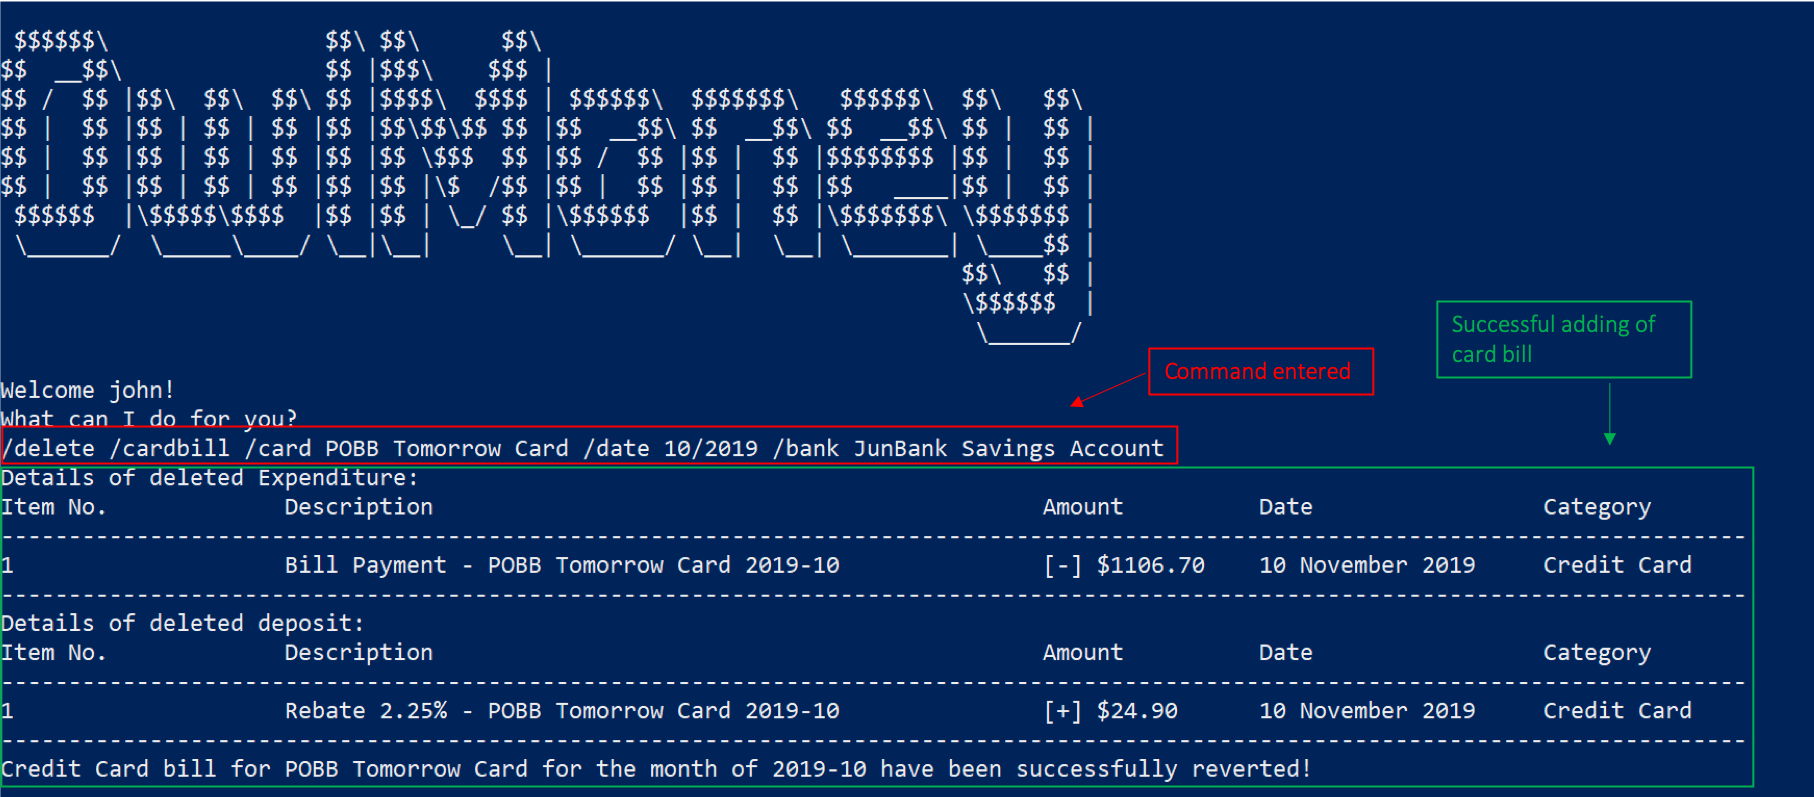 $$$$$$\                $$\ $$\      $$\
$$  __$$\               $$ |$$$\    $$$ |
$$ /  $$ |$$\  $$\  $$\ $$ |$$$$\  $$$$ | $$$$$$\  $$$$$$$\   $$$$$$\  $$\   $$\
$$ |  $$ |$$ | $$ | $$ |$$ |$$\$$\$$ $$ |$$  __$$\ $$  __$$\ $$  __$$\ $$ |  $$ |
$$ |  $$ |$$ | $$ | $$ |$$ |$$ \$$$  $$ |$$ /  $$ |$$ |  $$ |$$$$$$$$ |$$ |  $$ |
$$ |  $$ |$$ | $$ | $$ |$$ |$$ |\$  /$$ |$$ |  $$ |$$ |  $$ |$$   ____|$$ |  $$ |
 $$$$$$  |\$$$$$\$$$$  |$$ |$$ | \_/ $$ |\$$$$$$  |$$ |  $$ |\$$$$$$$\ \$$$$$$$ |
 \______/  \_____\____/ \__|\__|     \__| \______/ \__|  \__| \_______| \____$$ |
                                                                       $$\   $$ |
                                                                       \$$$$$$  |
                                                                        \______/
Successful adding of
card bill
Command entered
Welcome john!
What can I do for you?
/delete /cardbill /card POBB Tomorrow Card /date 10/2019 /bank JunBank Savings Account
Details of deleted Expenditure:
Item No. Description Amount Date Category
1 Bill Payment - POBB Tomorrow Card 2019-10 [-] $1106.70 10 November 2019 Credit Card
Details of deleted deposit:
Item No. Description Amount Date Category
1 Rebate 2.25% - POBB Tomorrow Card 2019-10 [+] $24.90 10 November 2019 Credit Card
Credit Card bill for POBB Tomorrow Card for the month of 2019-10 have been successfully reverted!